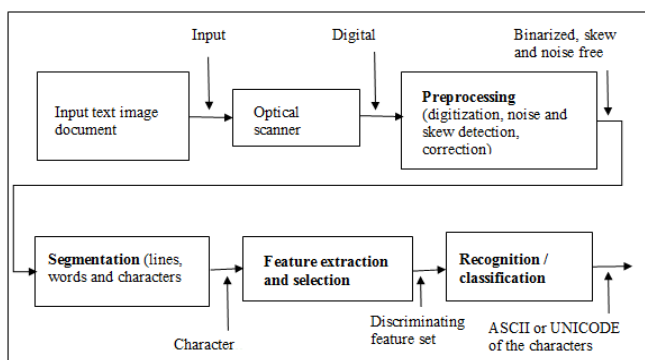 Input
Digital
Binarized, skew
and noise free
Input text image
document
Optical
scanner
Preprocessing
(digitization, noise and
skew detection,
correction)
Segmentation (lines,
words and characters
Feature extraction
and selection
Recognition /
classification
Character
Discriminating
feature set
ASCII or UNICODE
of the characters